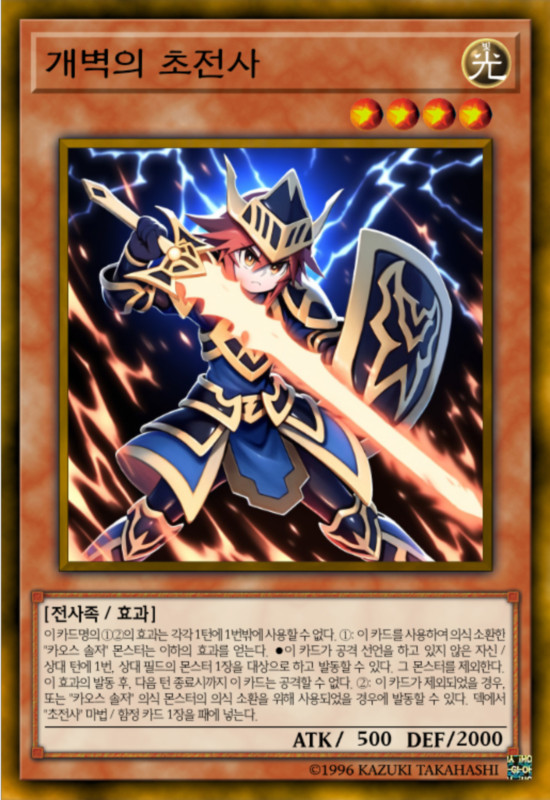 개벽의 초전사
光
[전사족 / 효과]
이 카드명의 ①②의 효과는 각각 1턴에 1번밖에 사용할 수 없다. ①: 이 카드를 사용하여 의식 소환한
"카오스 솔저" 몬스터는 이하의 효과를 얻는다. ●이 카드가 공격 선언을 하고 있지 않은 자신 /
상대 턴에 1번, 상대 필드의 몬스터 1장을 대상으로 하고 발동할 수 있다. 그 몬스터를 제외한다.
이 효과의 발동 후, 다음 턴 종료시까지 이 카드는 공격할 수 없다. ②: 이 카드가 제외되었을 경우,
또는 "카오스 솔저" 의식 몬스터의 의식 소환을 위해 사용되었을 경우에 발동할 수 있다. 덱에서
"초전사" 마법 / 함정 카드 1장을 패에 넣는다.
ATK/ 500 DEF/2000
©1996 KAZUKI TAKAHASHI